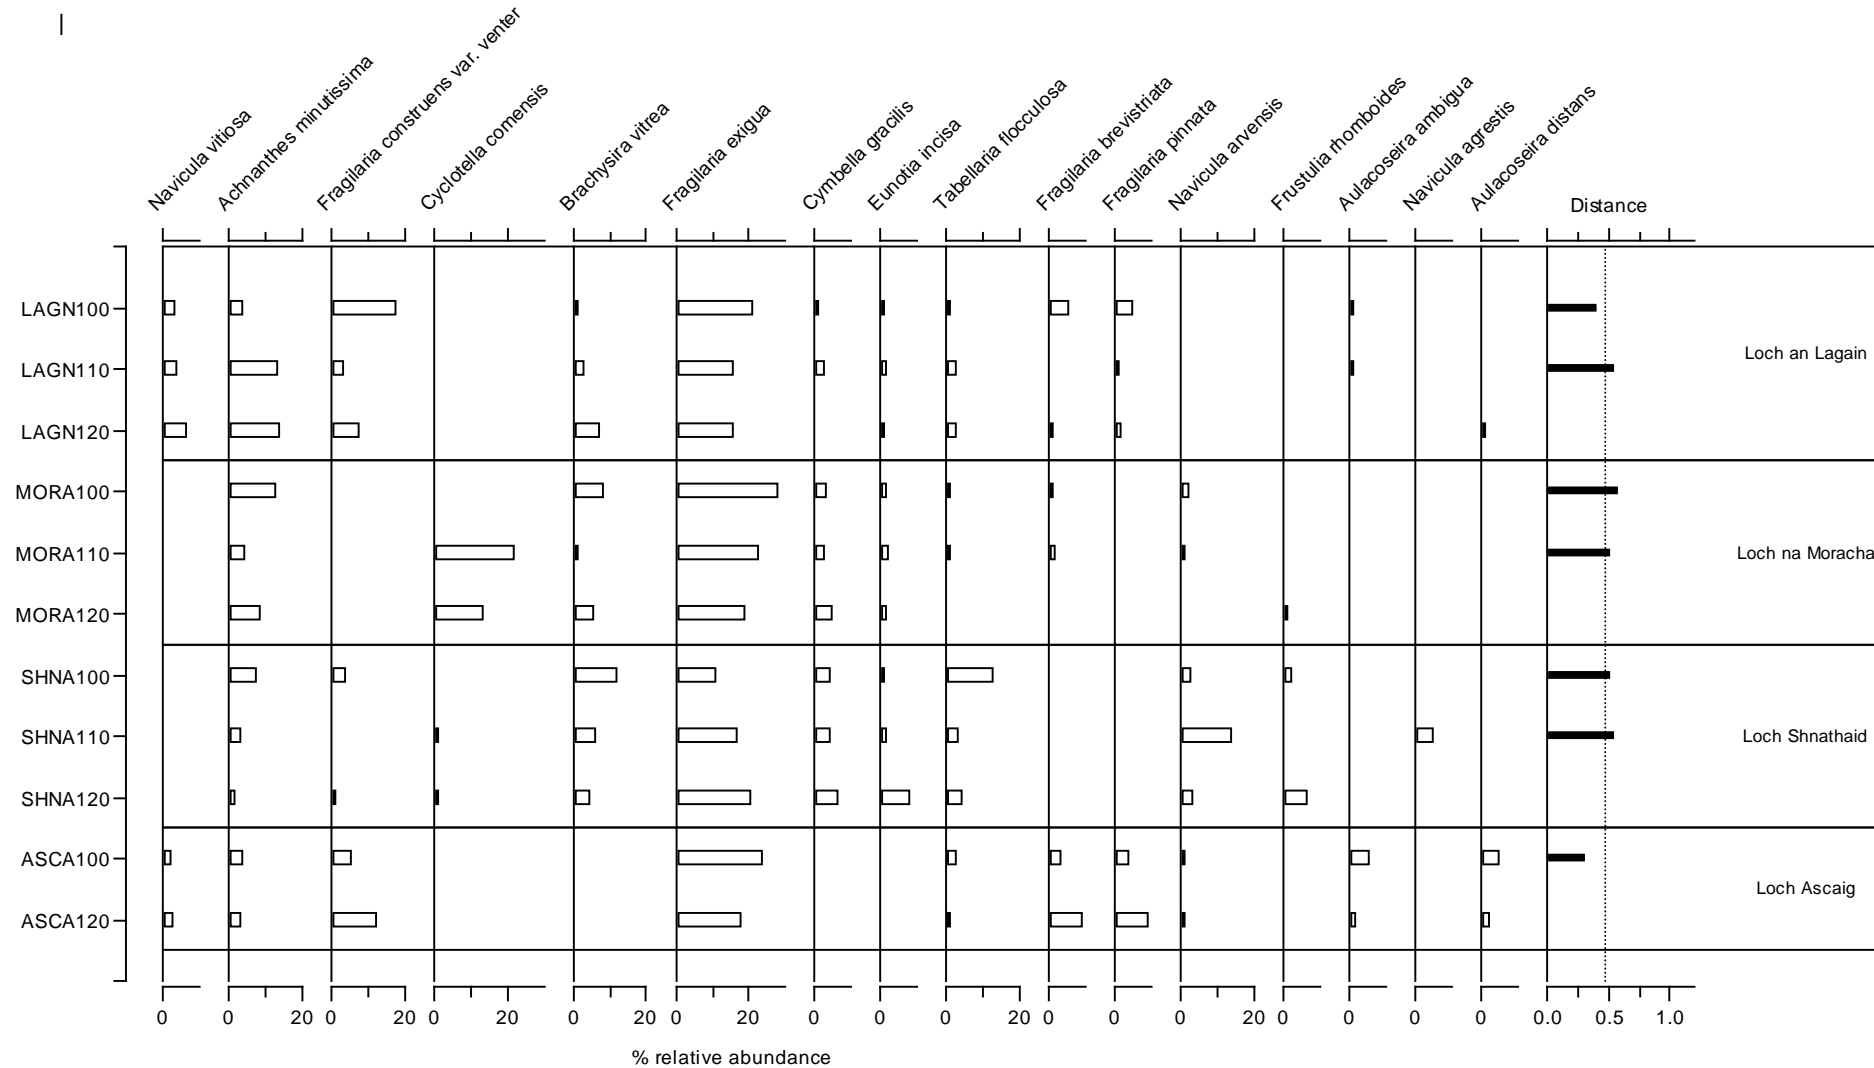 |
Navicula vitiosa
Achnanthes minutissima
Fragilaria construens var. venter
Cyclotella comensis
Brachysira vitrea
Fragilaria exigua
Cymbella gracilis
Eunotia incisa
Tabellaria flocculosa
Fragilaria brevistriata
Fragilaria pinnata
Navicula arvensis
Frustulia rhomboides
Aulacoseira ambigua
Navicula agrestis
Aulacoseira distans
Distance
LAGN100
LAGN110
LAGN120
Loch an Lagain
MORA100
MORA110
MORA120
Loch na Moracha
SHNA100
SHNA110
SHNA120
Loch Shnathaid
ASCA100
ASCA120
Loch Ascaig
0 0 20 0 20 0 20 0 20 0 20 0 0 0 20 0 0 0 20 0 0 0 0 0.0 0.5 1.0
% relative abundance